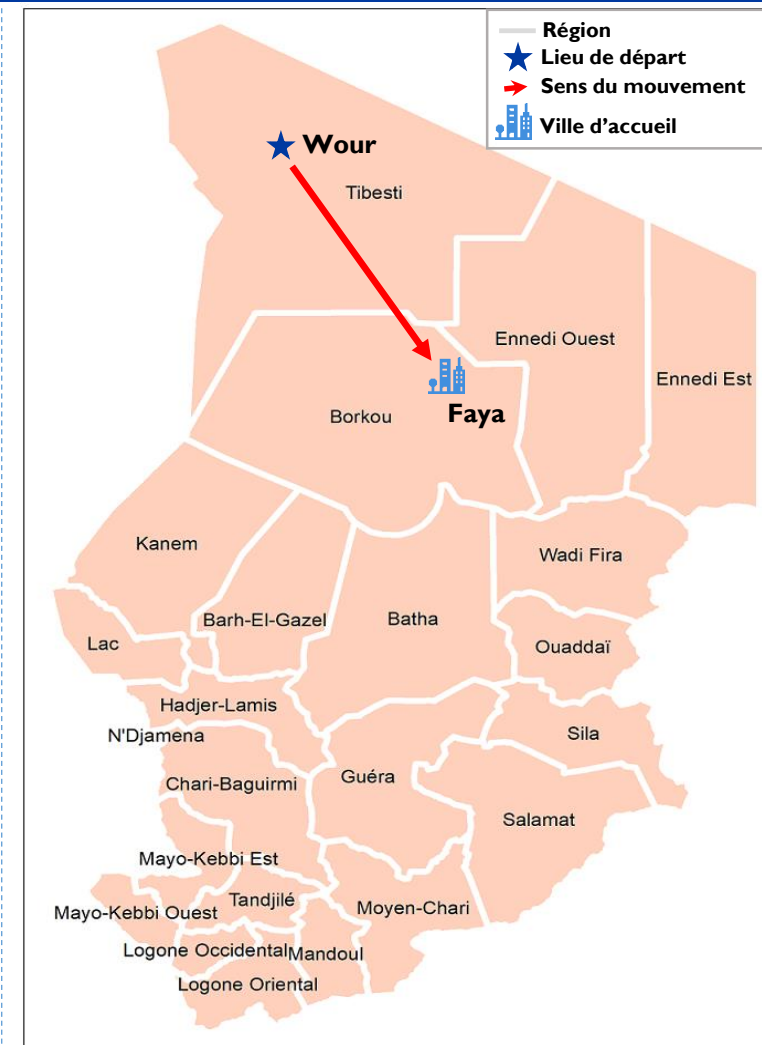 Région
Lieu de départ
Sens du mouvement
Ville d’accueil
Wour
Tibesti
Ennedi Ouest
Ennedi Est
Borkou
Faya
Kanem
Wadi Fira
Barh-El-Gazel
Batha
Lac
Ouaddaï
Hadjer-Lamis
N'Djamena
Sila
Chari-Baguirmi
Guéra
Salamat
Mayo-Kebbi Est
Tandjilé
Mayo-Kebbi Ouest
Moyen-Chari
Logone Occidental
Mandoul
Logone Oriental